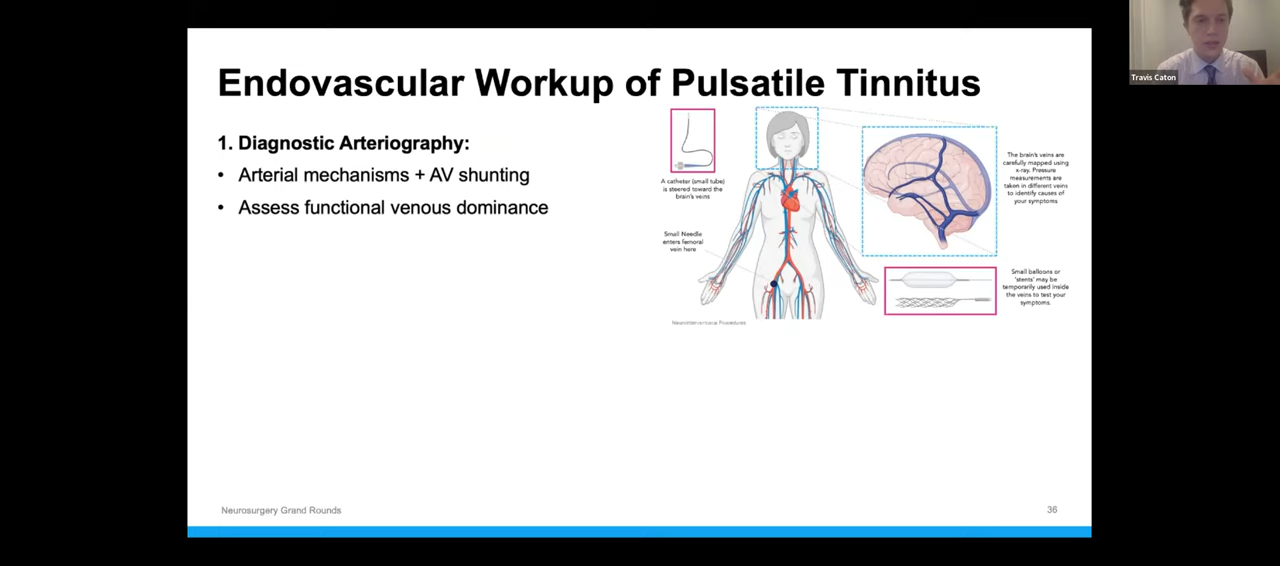 Endovascular Workup of Pulsatile Tinnitus
1. Diagnostic Arteriography:
• Arterial mechanisms + AV shunting
• Assess functional venous dominance
A catheter (small tube)
is steered toward the
brain's veins
Small Needle
enters femoral
vein here
The brain's veins are
carefully mapped using
x-ray. Pressure
measurements are
taken in different veins
to identify causes of
your symptoms
Small balloons or
'stents' may be
temporarily used inside
the veins to test your
symptoms.
Neurointerventional Procedures
Neurosurgery Grand Rounds
36
Travis Caton